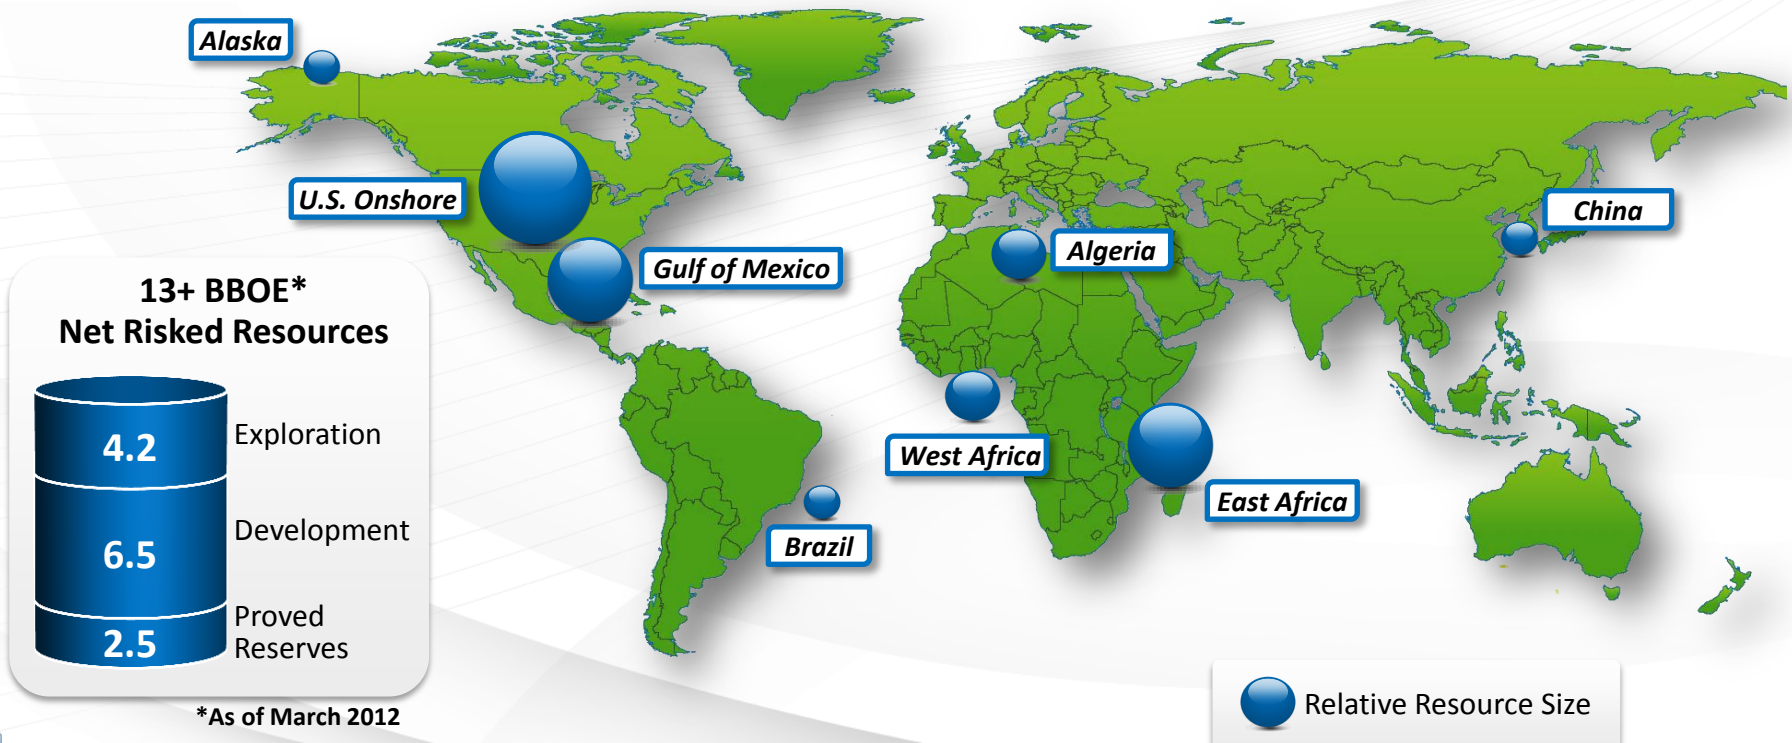 Alaska
U.S. Onshore
Gulf of Mexico
Algeria
China
West Africa
East Africa
Brazil
13+ BBOE*
Net Risked Resources
4.2
Exploration
6.5
Development
2.5
Proved
Reserves
*As of March 2012
Relative Resource Size